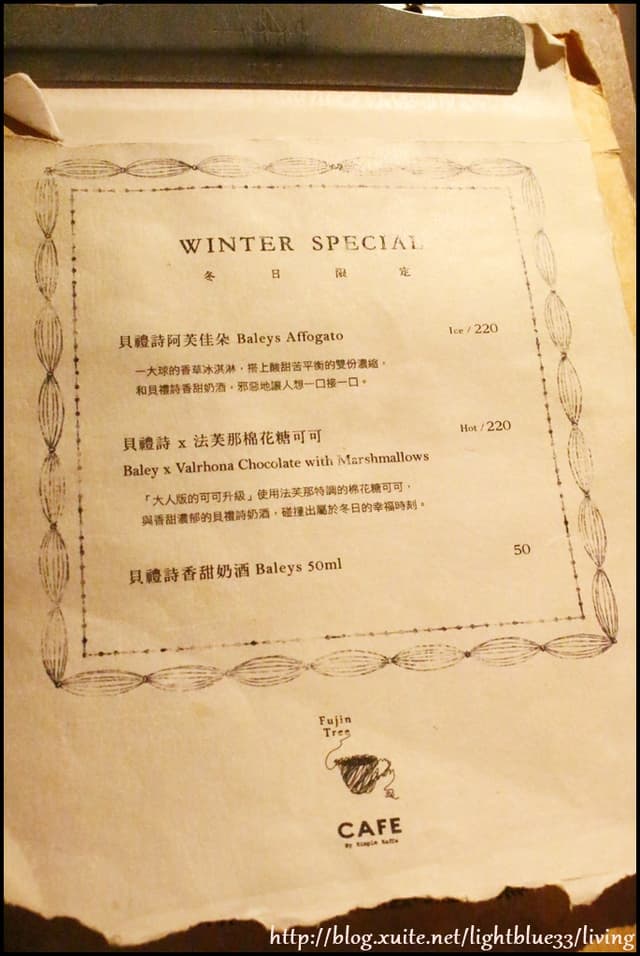 WINTER SPECIAL
冬日限定
貝禮詩阿芙佳朵 Baleys Affogato Ice / 220
一大球的香草冰淇淋，搭上酸甜苦平衡的雙份濃縮，
和貝禮詩香甜奶酒，邪惡地讓人想一口接一口。
貝禮詩 x 法芙那棉花糖可可 Hot / 220
Baley x Valrhona Chocolate with Marshmallows
「大人版的可可升級」使用法芙那特調的棉花糖可可，
與香甜濃郁的貝禮詩奶酒，碰撞出屬於冬日的幸福時刻。
貝禮詩香甜奶酒 Baleys 50ml 50
Fujin
Tree
CAFE
By Simple Kaffa
http://blog.xuite.net/lightblue33/living